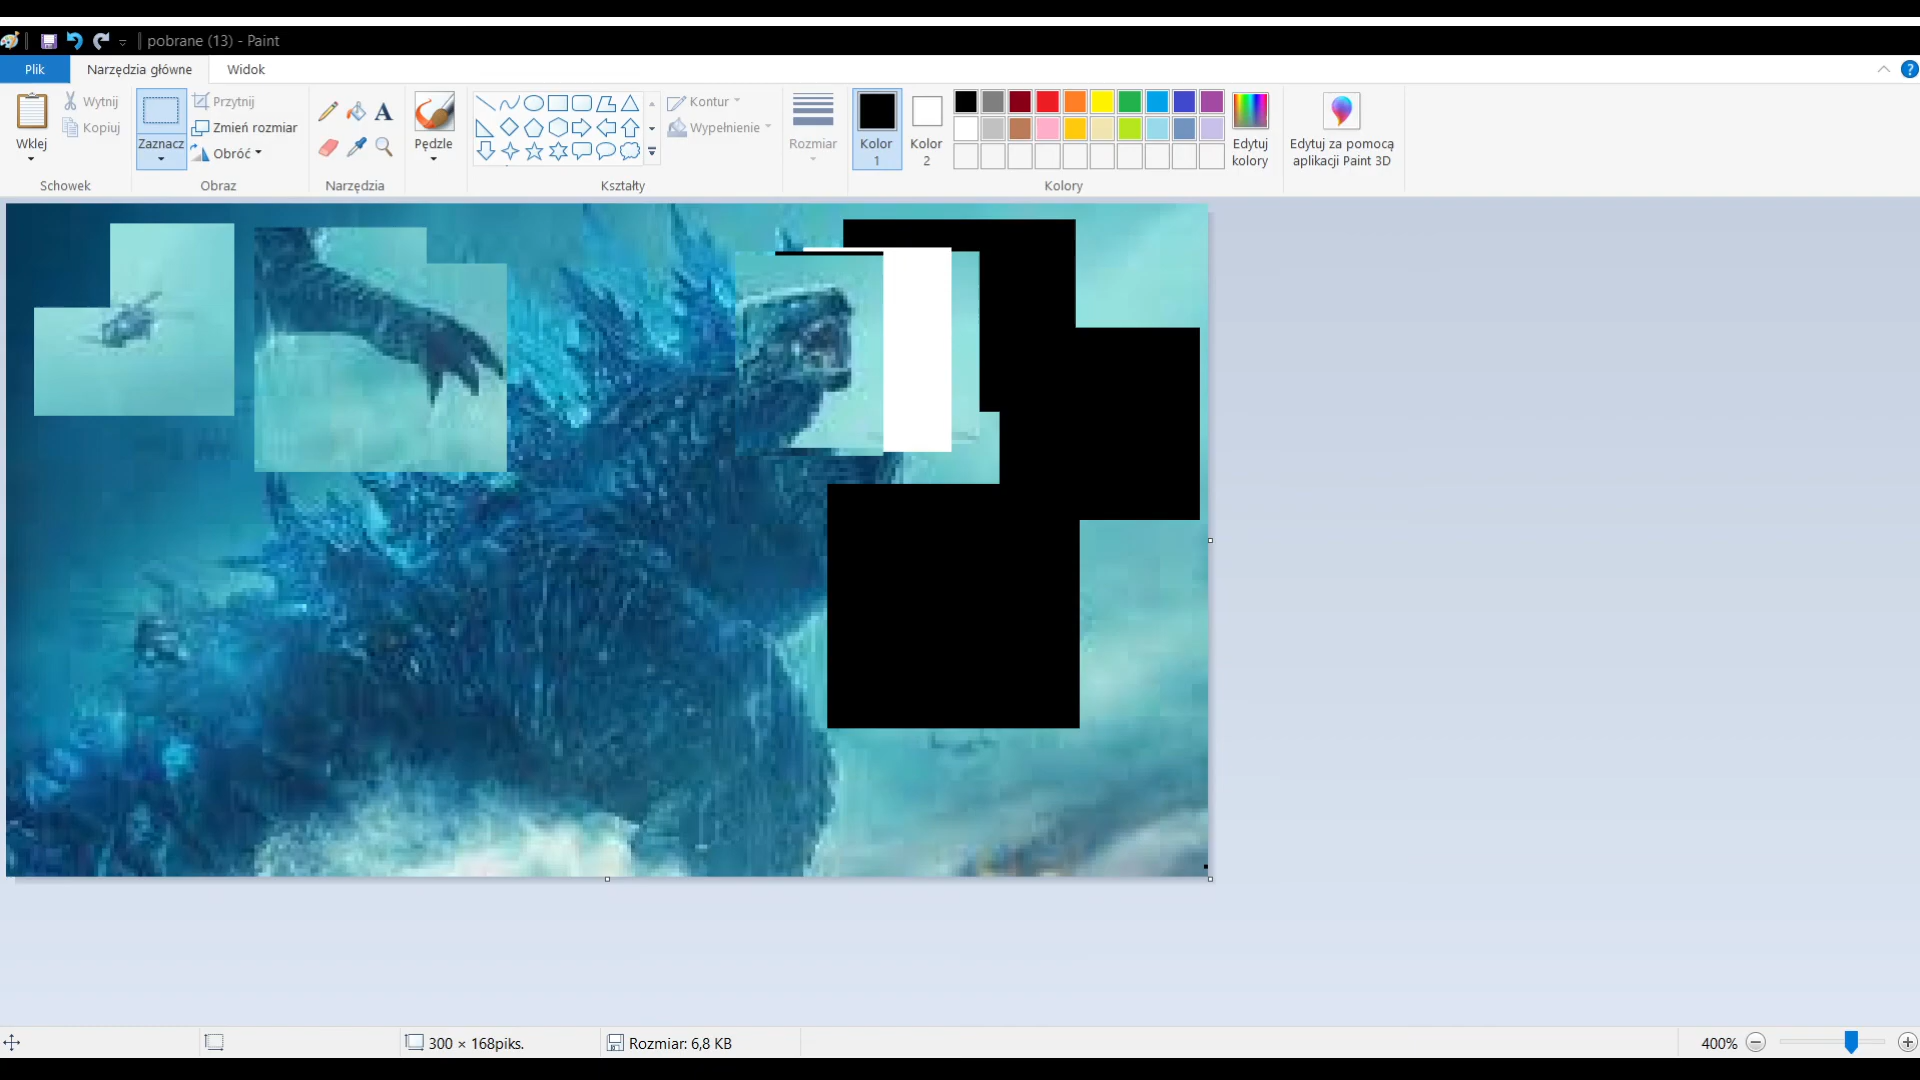 pobrane (13) - Paint
Plik Narzędzia główne Widok
Wklej Wytnij Kopiuj
Zaznacz Przytnij Zmień rozmiar Obróć
Pędzle
Kontur Wypełnienie
Rozmiar
Kolor 1
Kolor 2
Edytuj kolory
Edytuj za pomocą aplikacji Paint 3D
Schowek Obraz Narzędzia Kształty Kolory
300 × 168piks. Rozmiar: 6,8 KB 400%